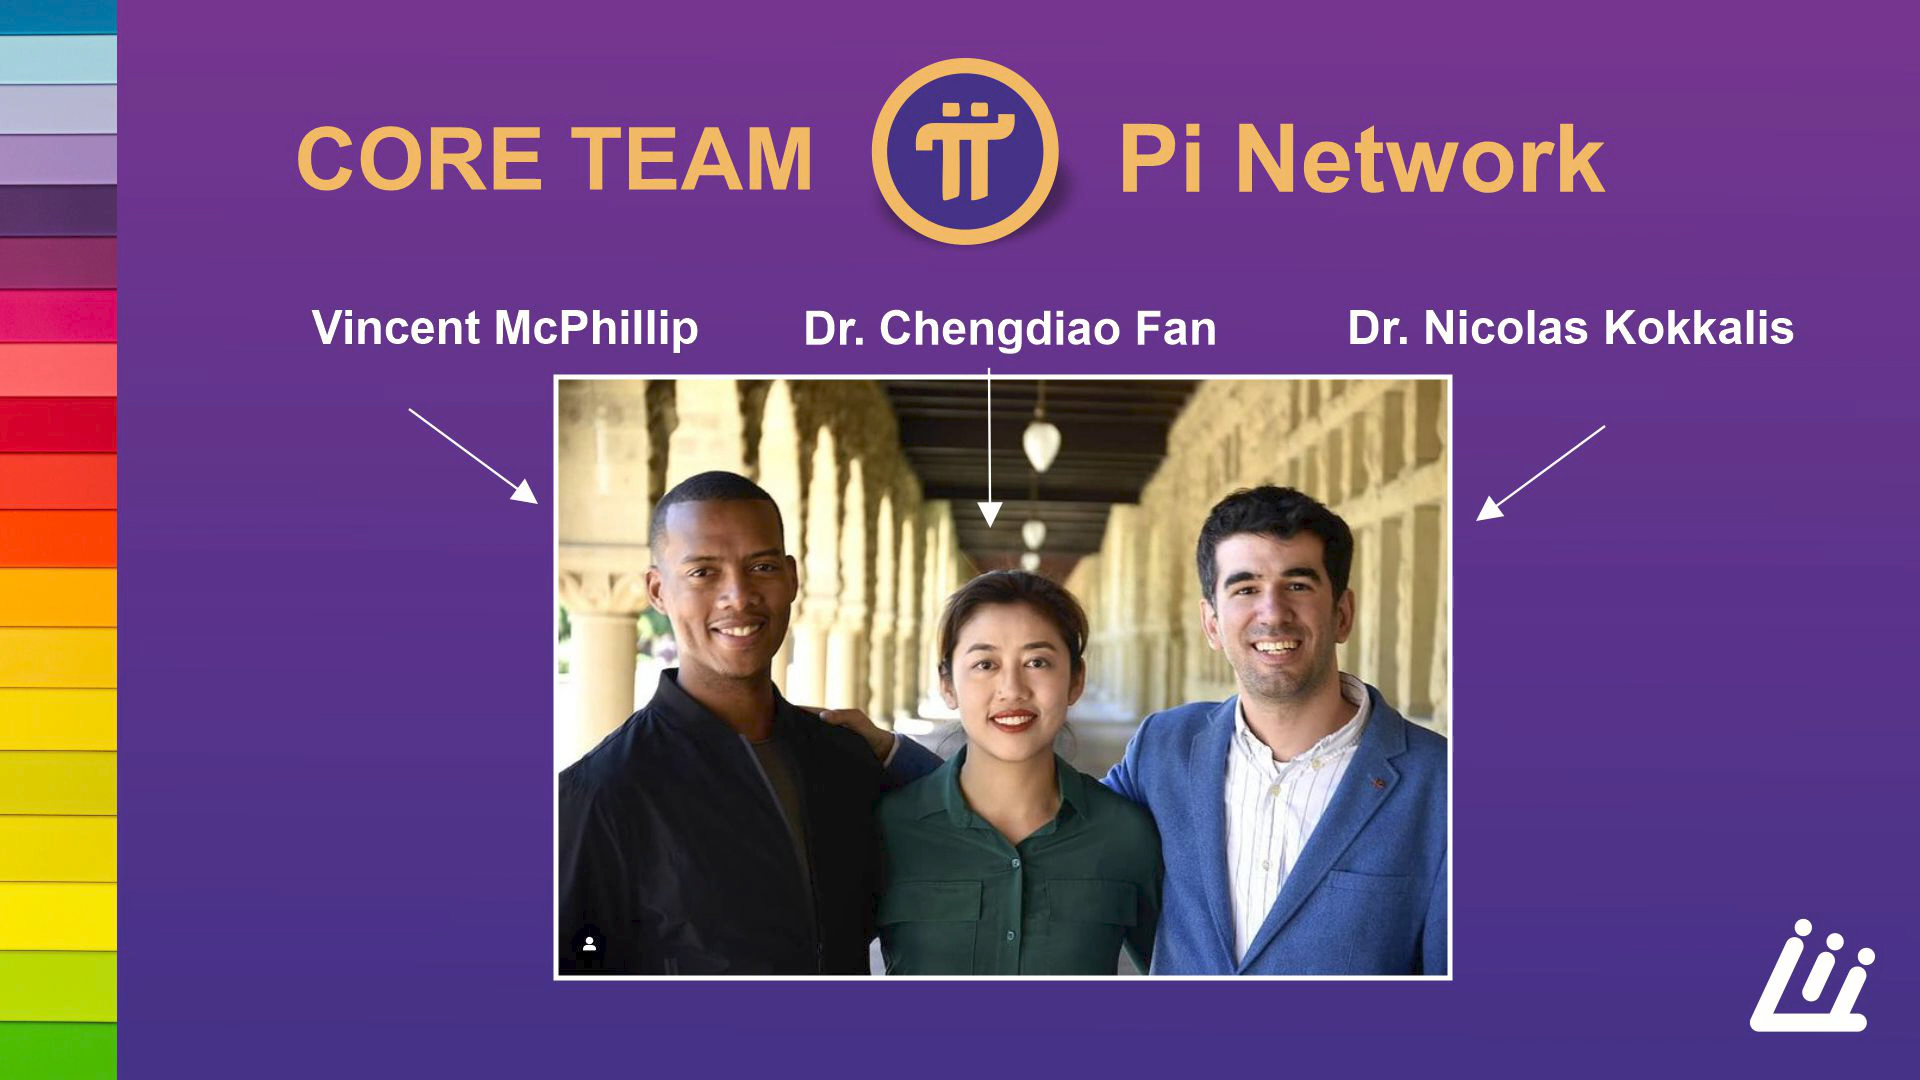 CORE TEAM Pi Network
Vincent McPhillip Dr. Chengdiao Fan Dr. Nicolas Kokkalis